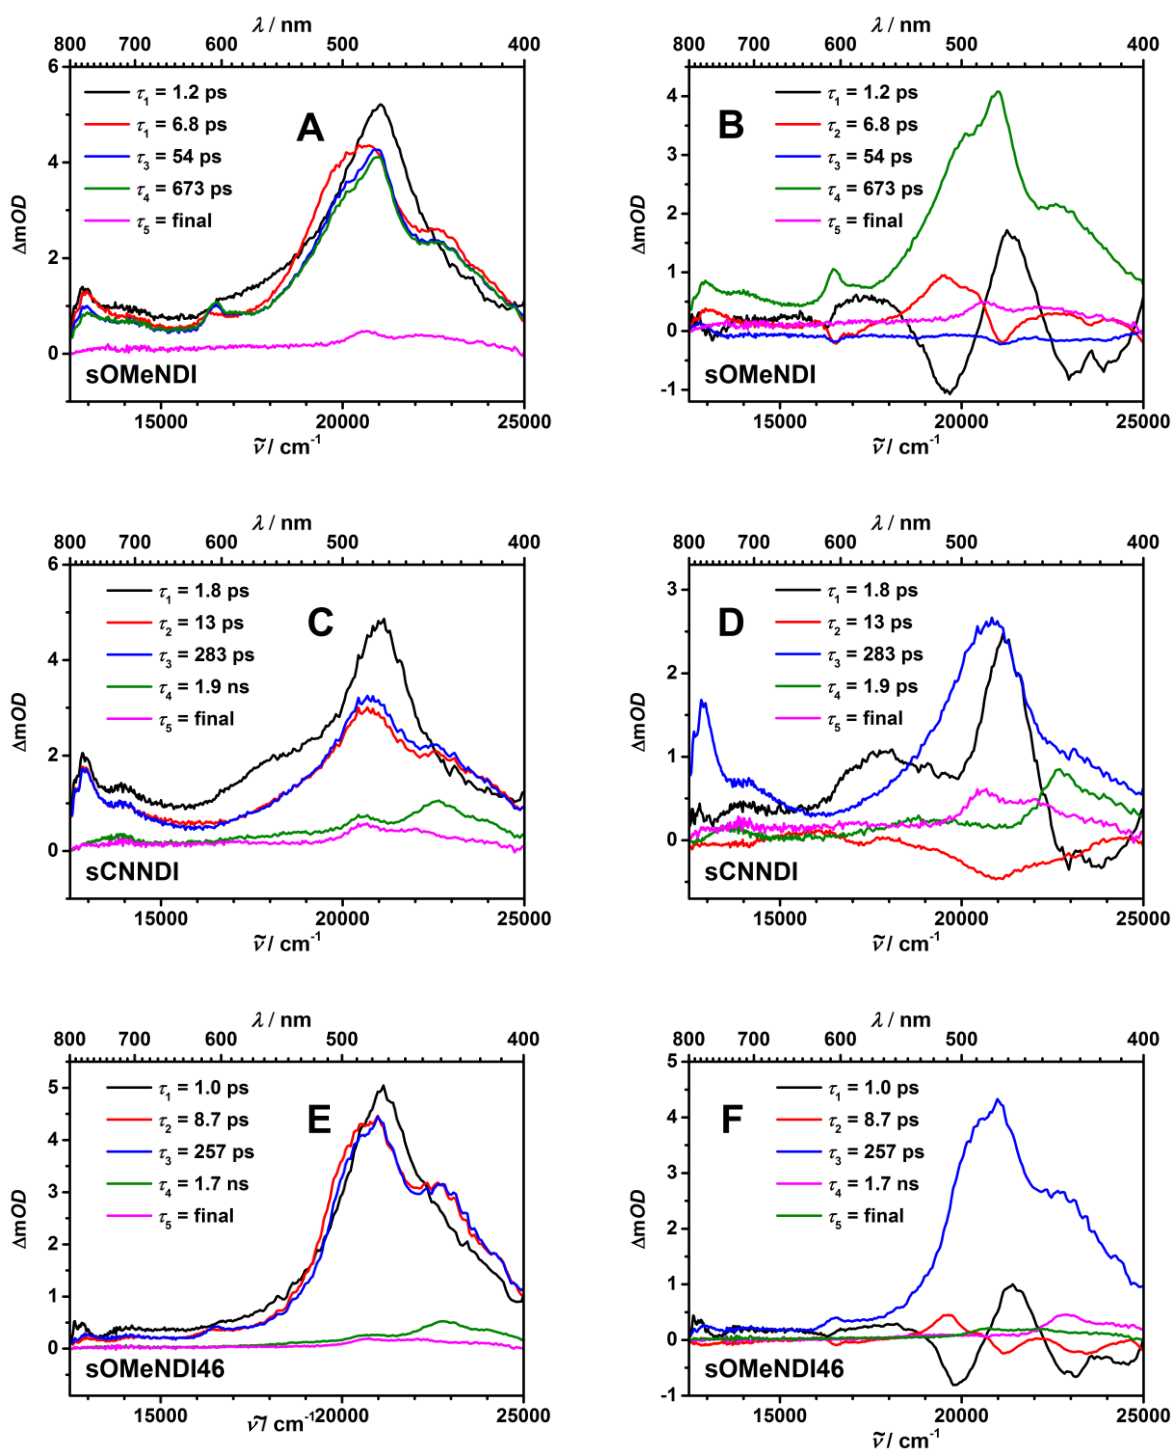 λ / nm
800 700 600 500 400
6
4
2
0
ΔmOD
τ1 = 1.2 ps
τ1 = 6.8 ps
τ3 = 54 ps
τ4 = 673 ps
τ5 = final
A
sOMeNDI
15000 20000 25000
ṽ / cm-1
λ / nm
800 700 600 500 400
4
3
2
1
0
-1
ΔmOD
τ1 = 1.2 ps
τ2 = 6.8 ps
τ3 = 54 ps
τ4 = 673 ps
τ5 = final
B
sOMeNDI
15000 20000 25000
ṽ / cm-1
λ / nm
800 700 600 500 400
6
4
2
0
ΔmOD
τ1 = 1.8 ps
τ2 = 13 ps
τ3 = 283 ps
τ4 = 1.9 ns
τ5 = final
C
sCNNDI
15000 20000 25000
ṽ / cm-1
λ / nm
800 700 600 500 400
3
2
1
0
ΔmOD
τ1 = 1.8 ps
τ2 = 13 ps
τ3 = 283 ps
τ4 = 1.9 ps
τ5 = final
D
sCNNDI
15000 20000 25000
ṽ / cm-1
λ / nm
800 700 600 500 400
5
4
3
2
1
0
ΔmOD
τ1 = 1.0 ps
τ2 = 8.7 ps
τ3 = 257 ps
τ4 = 1.7 ns
τ5 = final
E
sOMeNDI46
15000 ṽ / cm-1 20000 25000
λ / nm
800 700 600 500 400
5
4
3
2
1
0
-1
ΔmOD
τ1 = 1.0 ps
τ2 = 8.7 ps
τ3 = 257 ps
τ4 = 1.7 ns
τ5 = final
F
sOMeNDI46
15000 20000 25000
ṽ / cm-1